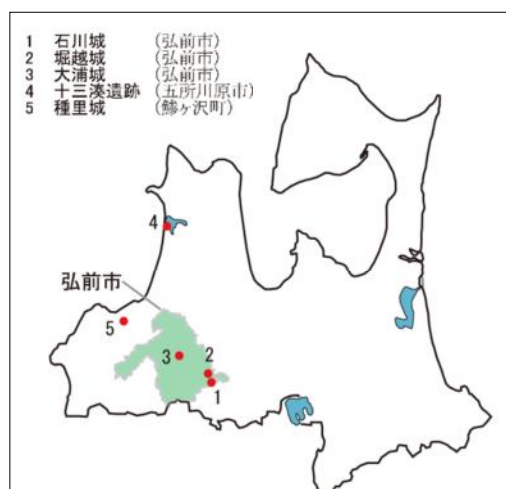 1 石川城 (弘前市)
2 堀越城 (弘前市)
3 大浦城 (弘前市)
4 十三湊遺跡 (五所川原市)
5 種里城 (鰺ヶ沢町)
4
弘前市
5
3
2
1